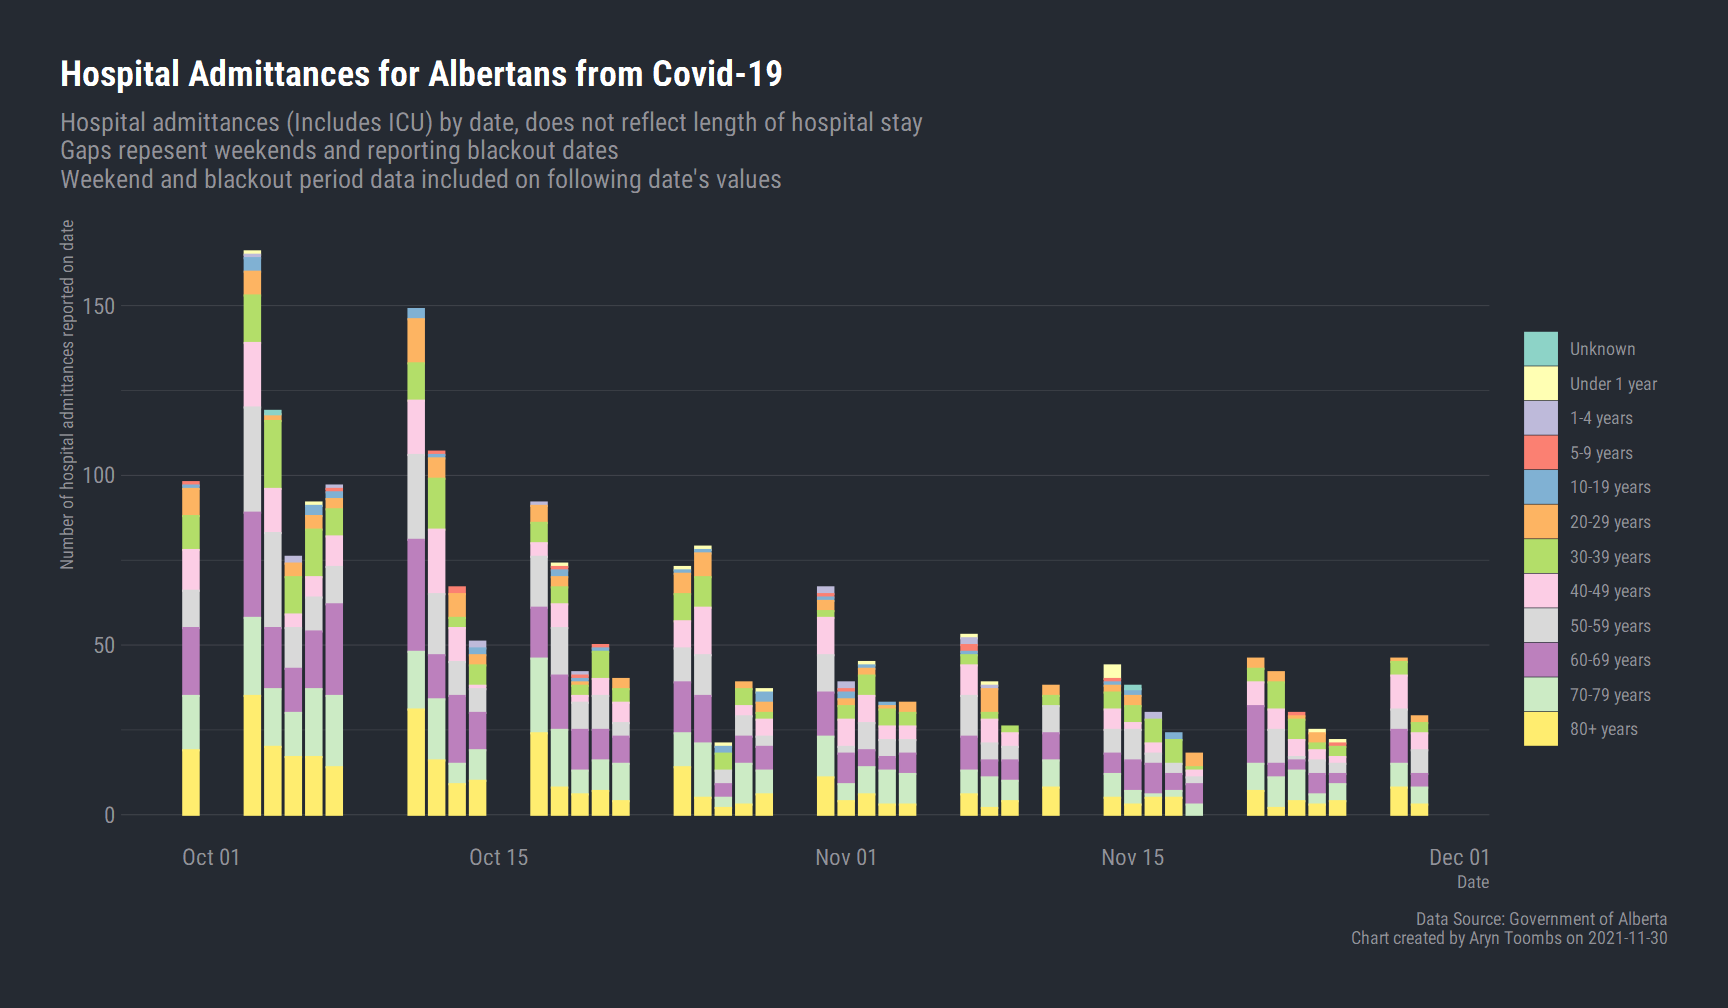 Hospital Admittances for Albertans from Covid-19
Hospital admittances (Includes ICU) by date, does not reflect length of hospital stay
Gaps repesent weekends and reporting blackout dates
Weekend and blackout period data included on following date's values
Number of hospital admittances reported on date
150
100
50
0
Oct 01
Oct 15
Nov 01
Nov 15
Dec 01
Date
Unknown
Under 1 year
1-4 years
5-9 years
10-19 years
20-29 years
30-39 years
40-49 years
50-59 years
60-69 years
70-79 years
80+ years
Data Source: Government of Alberta
Chart created by Aryn Toombs on 2021-11-30